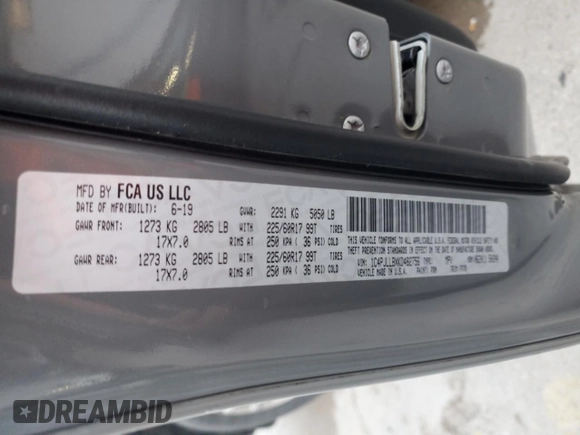 MFD BY FCA US LLC
DATE OF MFR(BUILT): 6-19 GVWR: 2291 KG 5050 LB
GAWR FRONT: 1273 KG 2805 LB WITH 225/60R17 99T TIRES
17X7.0 RIMS AT 250 KPA ( 36 PSI) COLD
GAWR REAR: 1273 KG 2805 LB WITH 225/60R17 99T TIRES
17X7.0 RIMS AT 250 KPA ( 36 PSI) COLD
THIS VEHICLE CONFORMS TO ALL APPLICABLE U.S.A. FEDERAL MOTOR VEHICLE SAFETY AND
THEFT PREVENTION STANDARDS IN EFFECT ON THE DATE OF MANUFACTURE SHOWN ABOVE.
MADE IN U.S.A. PAINT:
DREAMBID